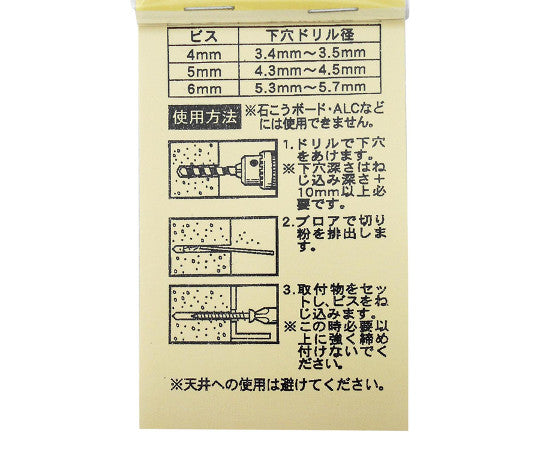 ビス 下穴ドリル径
4mm 3.4mm～3.5mm
5mm 4.3mm～4.5mm
6mm 5.3mm～5.7mm
使用方法
※石こうボード・ALCなど
には使用できません。
1.ドリルで下穴
をあけます。
※下穴深さはね
じ込み深さ＋
10mm以上必
要です。
2.ブロアで切り
粉を排出しま
す。
3.取付物をセッ
トし、ビスをね
じ込みます。
※この時必要以
上に強く締め
付けないで
ください。
※天井への使用は避けてください。